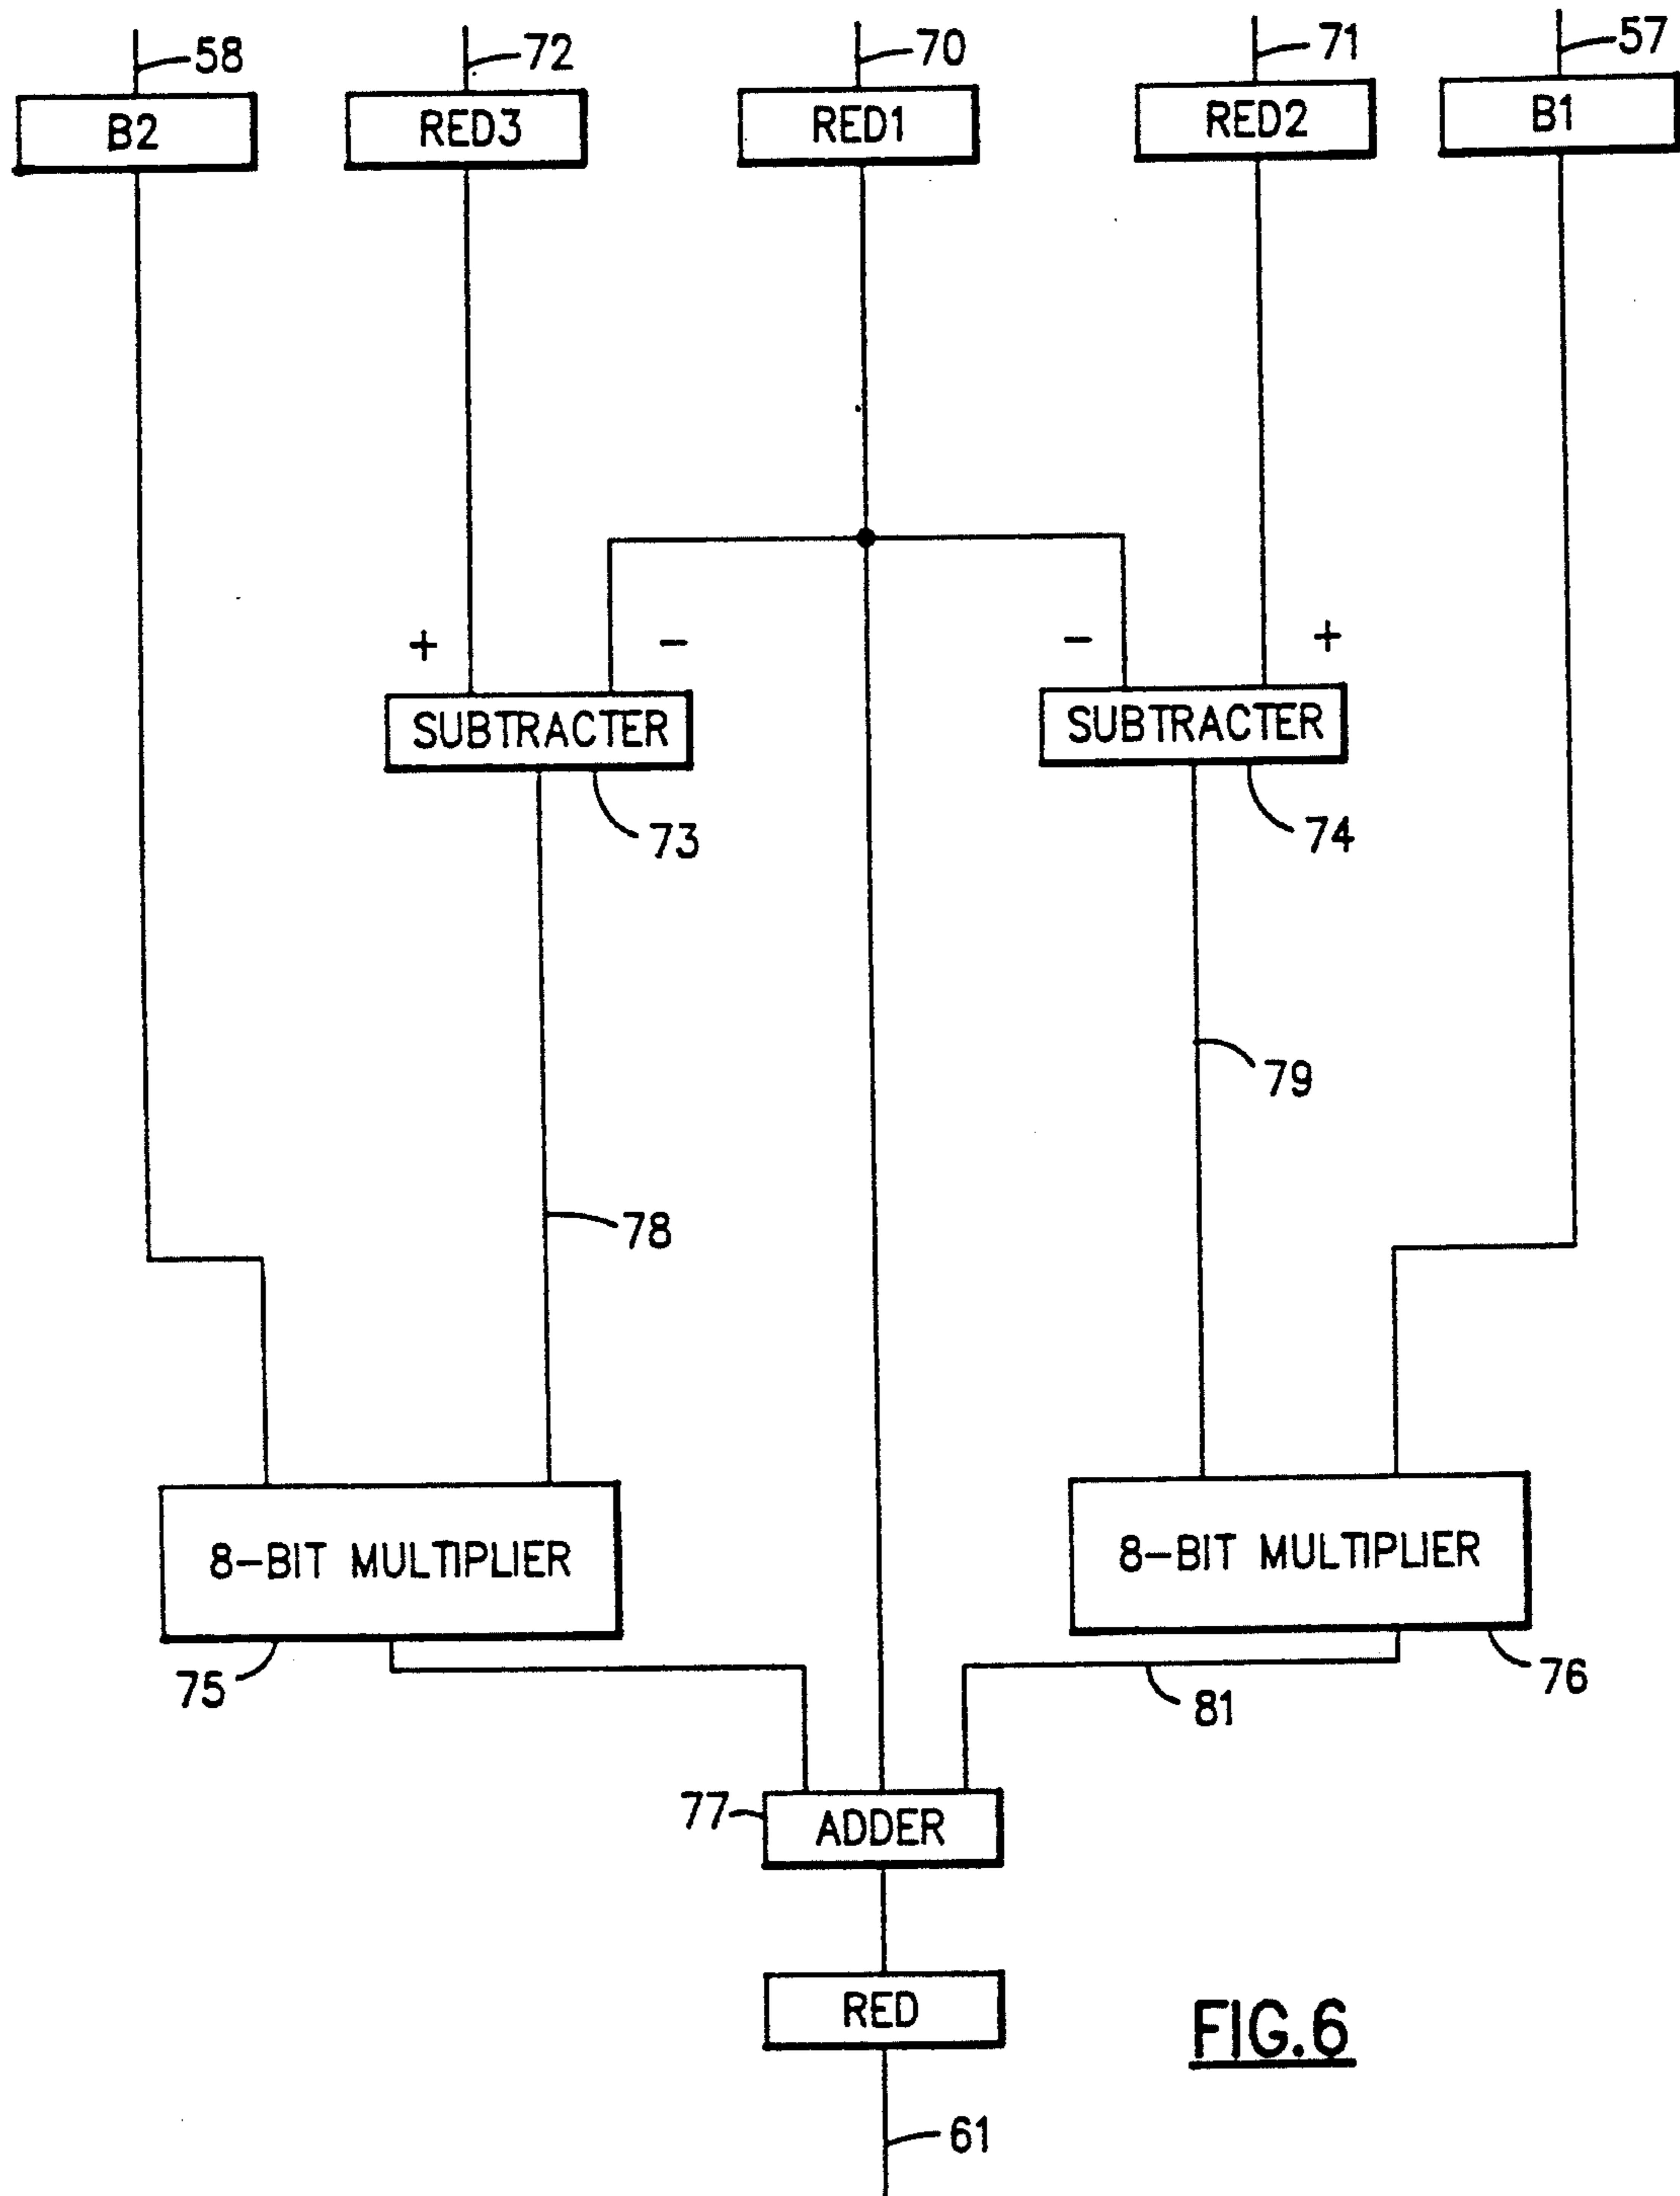 58
72
70
71
57
B2
RED3
RED1
RED2
B1
+
-
-
+
SUBTRACTER
SUBTRACTER
73
74
79
78
8-BIT MULTIPLIER
8-BIT MULTIPLIER
75
76
81
77
ADDER
RED
FIG.6
61